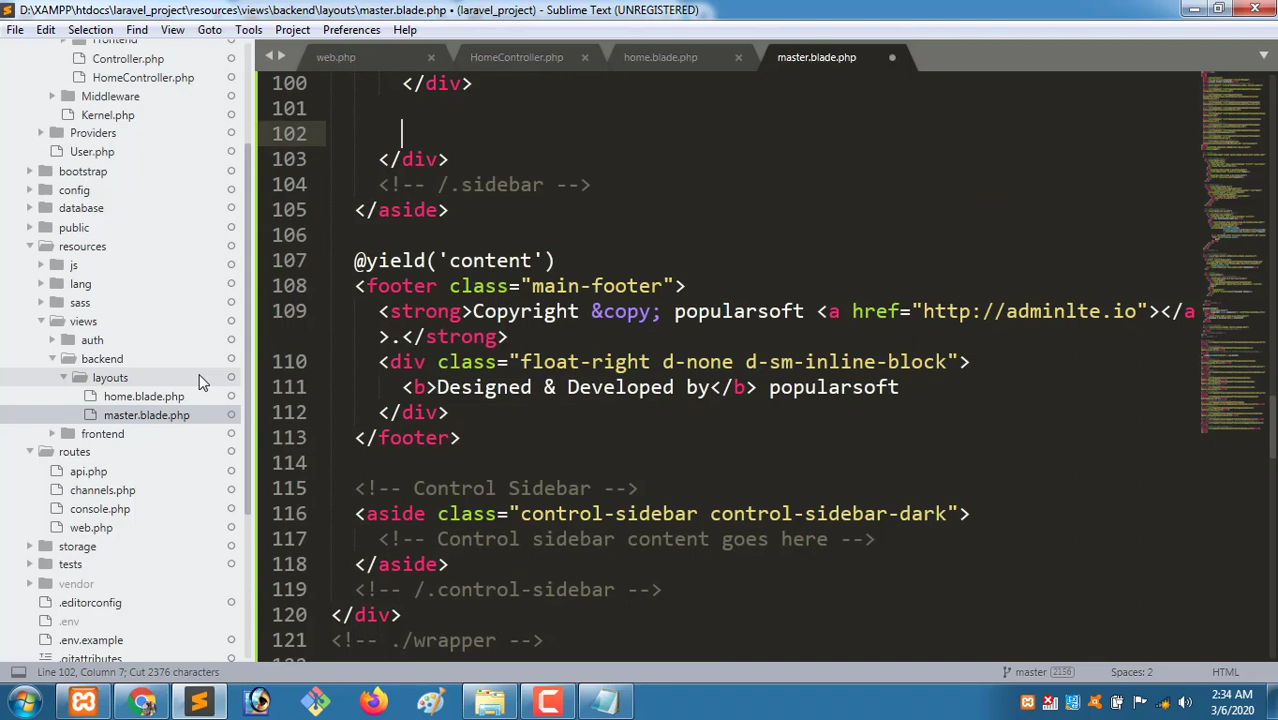 D:\XAMPP\htdocs\laravel_project\resources\views\backend\layouts\master.blade.php • (laravel_project) - Sublime Text (UNREGISTERED)
File Edit Selection Find View Goto Tools Project Preferences Help
web.php HomeController.php home.blade.php master.blade.php
Frontend
Controller.php
HomeController.php
Middleware
Kernel.php
Providers
User.php
bootstrap
config
database
public
resources
js
lang
sass
views
auth
backend
layouts
home.blade.php
master.blade.php
frontend
routes
api.php
channels.php
console.php
web.php
storage
tests
vendor
.editorconfig
.env
.env.example
.gitattributes
100 </div>
101
102
103 </div>
104 <!-- /.sidebar -->
105 </aside>
106
107 @yield('content')
108 <footer class="main-footer">
109 <strong>Copyright &copy; popularsoft <a href="http://adminlte.io"></a
>.</strong>
110 <div class="float-right d-none d-sm-inline-block">
111 <b>Designed & Developed by</b> popularsoft
112 </div>
113 </footer>
114
115 <!-- Control Sidebar -->
116 <aside class="control-sidebar control-sidebar-dark">
117 <!-- Control sidebar content goes here -->
118 </aside>
119 <!-- /.control-sidebar -->
120 </div>
121 <!-- ./wrapper -->
Line 102, Column 7; Cut 2376 characters master 2156 Spaces: 2 HTML
2:34 AM
3/6/2020